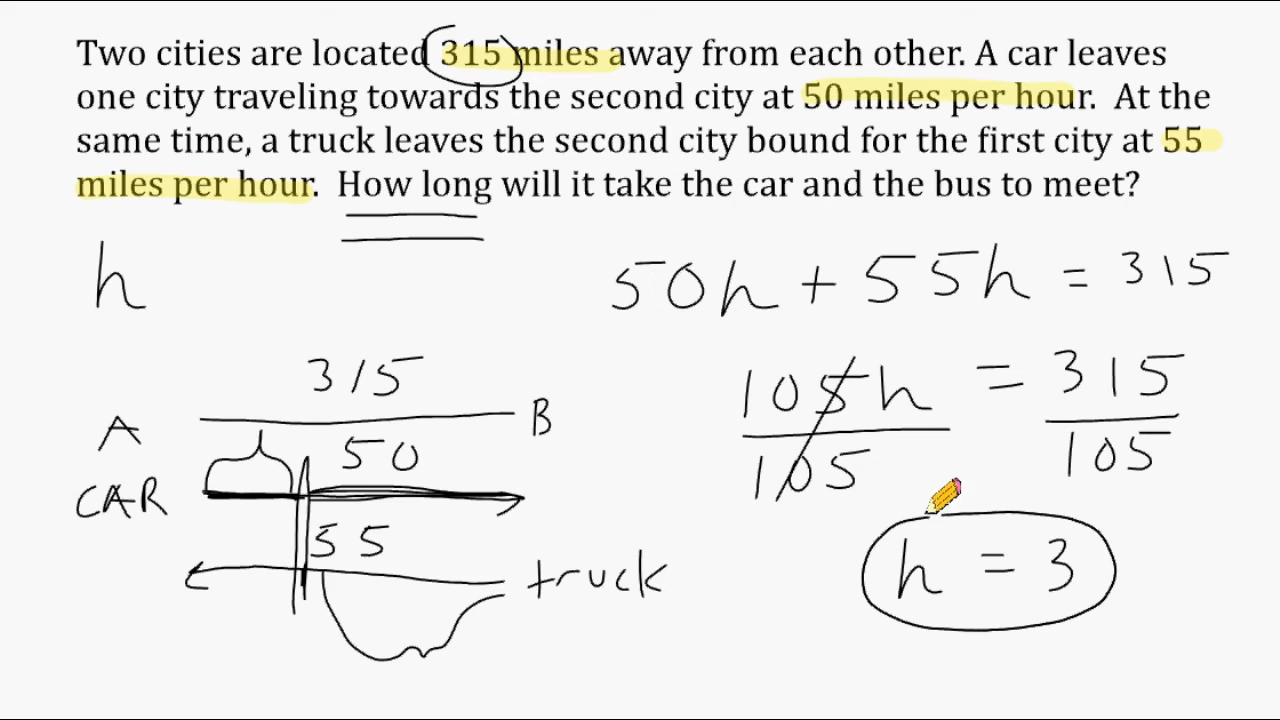 Two cities are located 315 miles away from each other. A car leaves
one city traveling towards the second city at 50 miles per hour. At the
same time, a truck leaves the second city bound for the first city at 55
miles per hour. How long will it take the car and the bus to meet?
h
50h + 55h = 315
315
A
B
50
CAR
55
truck
105h = 315
105 105
h = 3